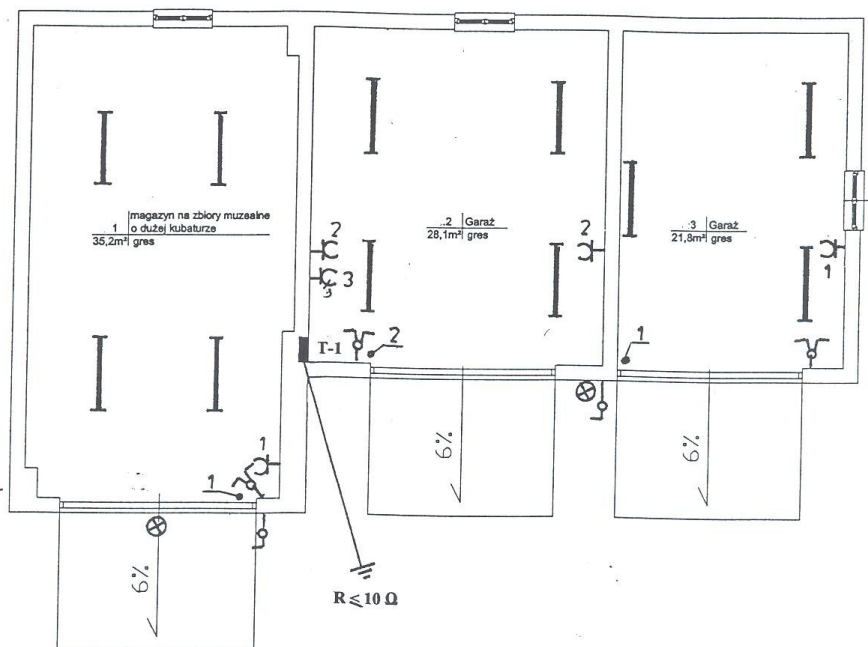 magazyn na zbiory muzealne
1 o dużej kubaturze
35,2m² gres
.2 Garaż
28,1m² gres
:3 Garaż
21,8m² gres
2
3
3
2
1
T-1
2
1
1
1
6%
6%
6%
R ≤ 10 Ω